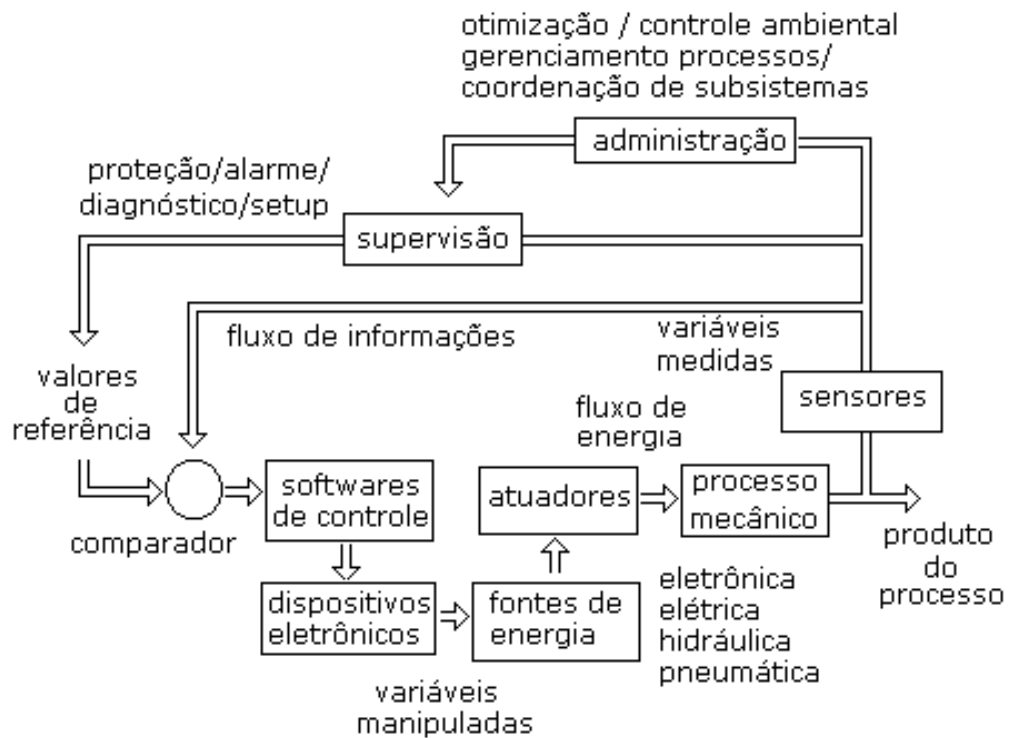 otimização / controle ambiental
gerenciamento processos/
coordenação de subsistemas
administração
proteção/alarme/
diagnóstico/setup
supervisão
fluxo de informações
variáveis
medidas
valores
de
referência
sensores
fluxo de
energia
comparador
softwares
de controle
atuadores
processo
mecânico
produto
do
processo
dispositivos
eletrônicos
fontes de
energia
eletrônica
elétrica
hidráulica
pneumática
variáveis
manipuladas